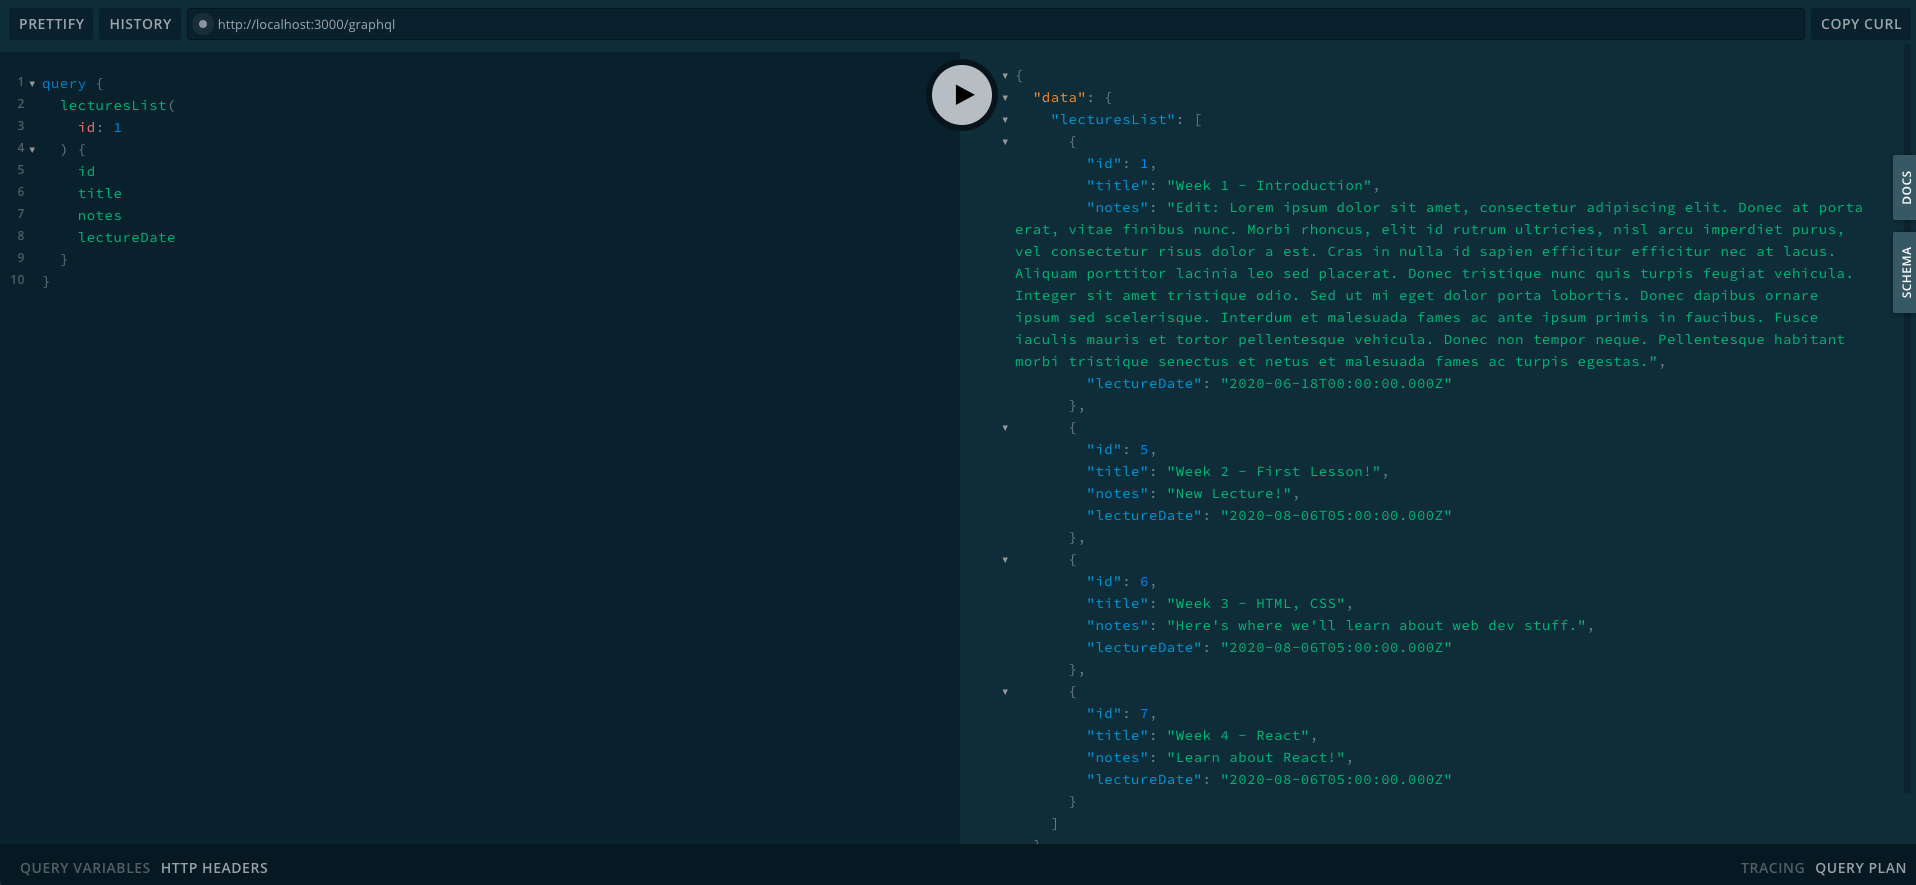 PRETTIFY HISTORY http://localhost:3000/graphql COPY CURL
1 query {
2 lecturesList(
3 id: 1
4 ) {
5 id
6 title
7 notes
8 lectureDate
9 }
10 }
{
"data": {
"lecturesList": [
{
"id": 1,
"title": "Week 1 - Introduction",
"notes": "Edit: Lorem ipsum dolor sit amet, consectetur adipiscing elit. Donec at porta
erat, vitae finibus nunc. Morbi rhoncus, elit id rutrum ultricies, nisl arcu imperdiet purus,
vel consectetur risus dolor a est. Cras in nulla id sapien efficitur efficitur nec at lacus.
Aliquam porttitor lacinia leo sed placerat. Donec tristique nunc quis turpis feugiat vehicula.
Integer sit amet tristique odio. Sed ut mi eget dolor porta lobortis. Donec dapibus ornare
ipsum sed scelerisque. Interdum et malesuada fames ac ante ipsum primis in faucibus. Fusce
iaculis mauris et tortor pellentesque vehicula. Donec non tempor neque. Pellentesque habitant
morbi tristique senectus et netus et malesuada fames ac turpis egestas.",
"lectureDate": "2020-06-18T00:00:00.000Z"
},
{
"id": 5,
"title": "Week 2 - First Lesson!",
"notes": "New Lecture!",
"lectureDate": "2020-08-06T05:00:00.000Z"
},
{
"id": 6,
"title": "Week 3 - HTML, CSS",
"notes": "Here's where we'll learn about web dev stuff.",
"lectureDate": "2020-08-06T05:00:00.000Z"
},
{
"id": 7,
"title": "Week 4 - React",
"notes": "Learn about React!",
"lectureDate": "2020-08-06T05:00:00.000Z"
}
]
}
DOCS
SCHEMA
QUERY VARIABLES HTTP HEADERS TRACING QUERY PLAN